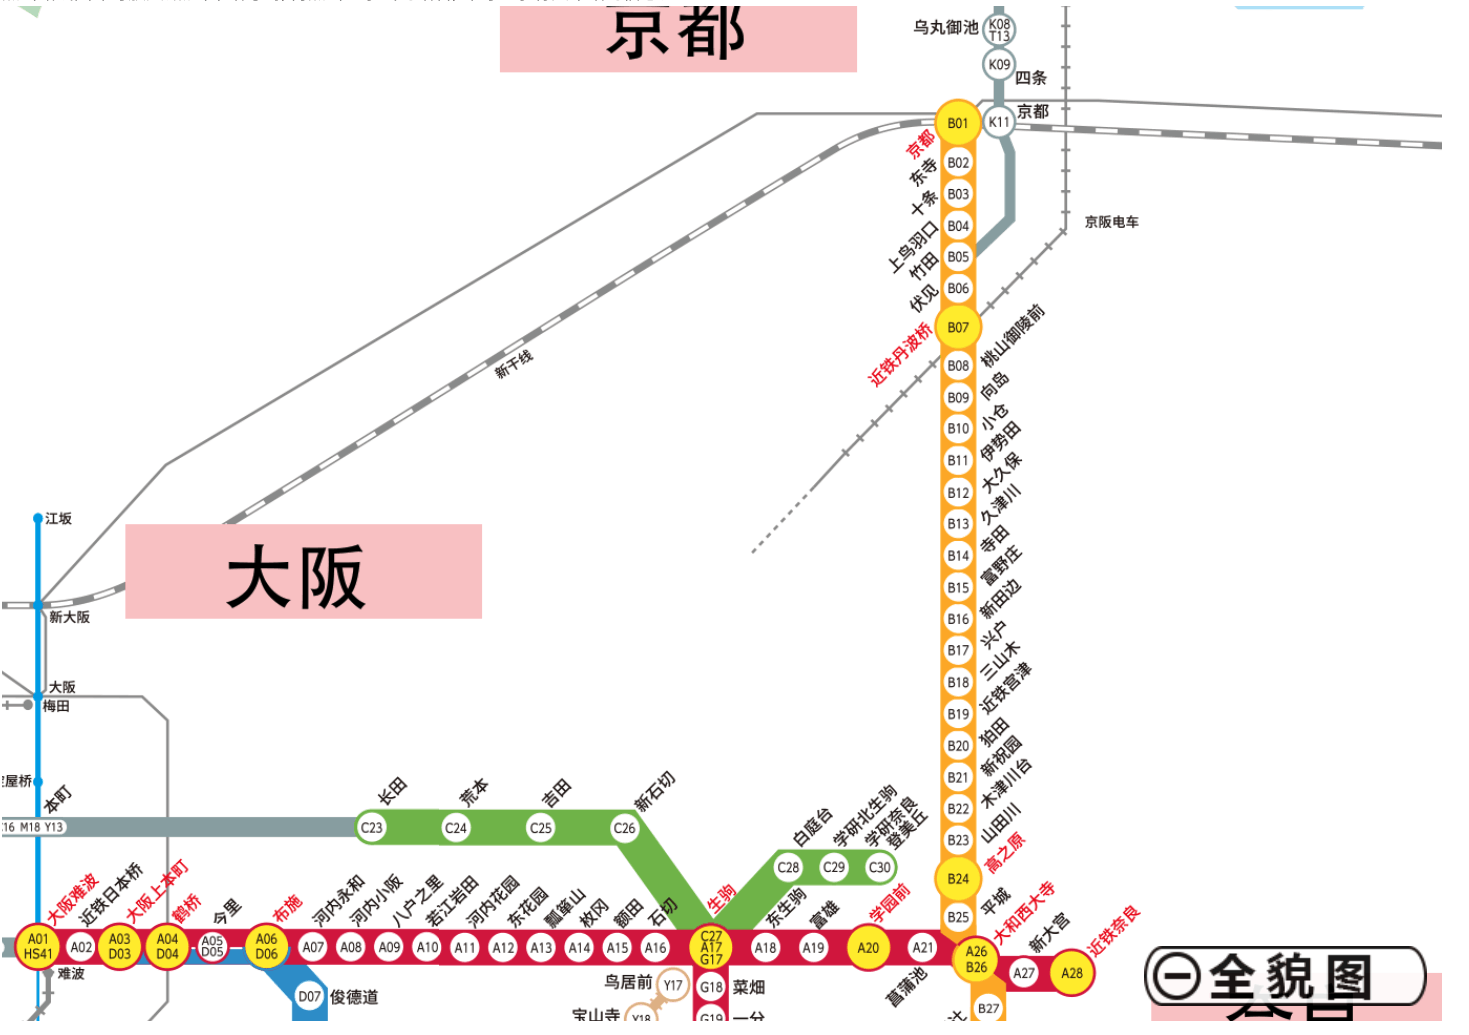 京都
乌丸御池
K08
T13
K09
四条
B01
K11
京都
京都
B02
东寺
B03
十条
B04
上鸟羽口
京阪电车
B05
竹田
B06
伏见
B07
近铁丹波桥
B08
桃山御陵前
新干线
B09
向岛
B10
小仓
B11
伊势田
B12
大久保
B13
久津川
B14
寺田
B15
富野庄
B16
新田边
B17
兴户
B18
三山木
B19
近铁宫津
B20
狛田
B21
新祝园
B22
木津川台
B23
山田川
B24
高之原
B25
平城
江坂
大阪
新大阪
大阪
梅田
屋桥
本町
16 M18 Y13
C23
长田
C24
荒本
C25
吉田
C26
新石切
C28
白庭台
C29
学研北生驹
C30
学研奈良
登美丘
A01
HS41
大阪难波
A02
近铁日本桥
A03
D03
大阪上本町
A04
D04
鹤桥
A05
D05
今里
A06
D06
布施
A07
河内永和
A08
河内小阪
A09
八户之里
A10
若江岩田
A11
河内花园
A12
东花园
A13
瓢箪山
A14
枚冈
A15
额田
A16
石切
C27
A17
G17
生驹
A18
东生驹
A19
富雄
A20
学园前
A21
菖蒲池
A26
B26
大和西大寺
A27
新大宫
A28
近铁奈良
难波
D07
俊德道
鸟居前
Y17
G18
菜畑
宝山寺
Y18
G19
一分
B27
全貌图